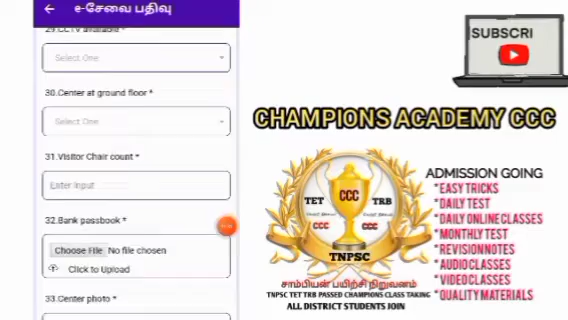 e-சேவை பதிவு
29.CCTV available *
Select One
30.Center at ground floor *
Select One
31.Visitor Chair count *
Enter Input
32.Bank passbook *
Choose File No file chosen
Click to Upload
33.Center photo *
SUBSCRI
CHAMPIONS ACADEMY CCC
TET
CCC
TRB
CCC
CCC
TNPSC
சாம்பியன் பயிற்சி நிறுவனம்
TNPSC TET TRB PASSED CHAMPIONS CLASS TAKING
ALL DISTRICT STUDENTS JOIN
ADMISSION GOING
*EASY TRICKS
*DAILY TEST
*DAILY ONLINE CLASSES
*MONTHLY TEST
*REVISION NOTES
*AUDIO CLASSES
*VIDEO CLASSES
*QUALITY MATERIALS